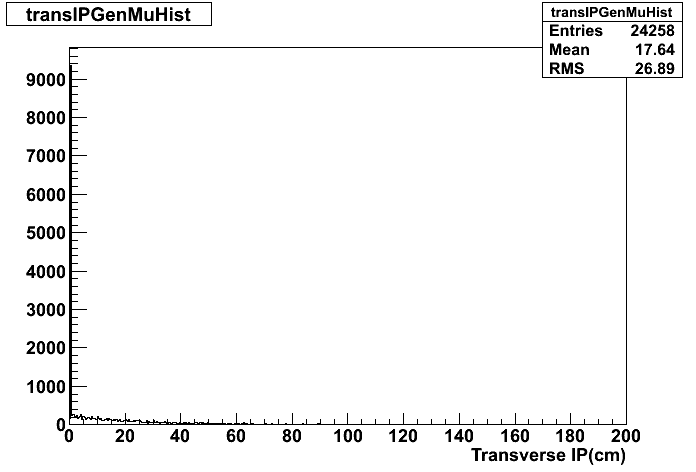 transIPGenMuHist
transIPGenMuHist
Entries 24258
Mean 17.64
RMS 26.89
9000
8000
7000
6000
5000
4000
3000
2000
1000
0
0 20 40 60 80 100 120 140 160 180 200
Transverse IP(cm)